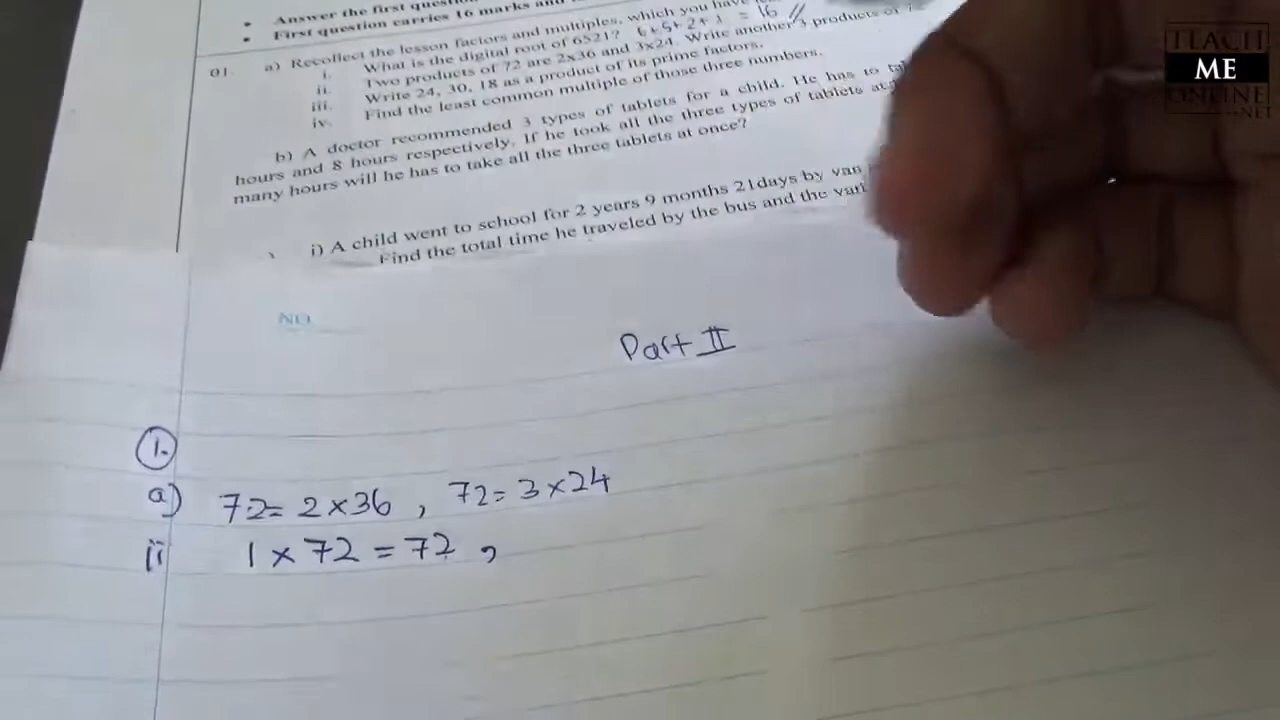 Answer the first
First question carries 16 marks and
01. a) Recollect the lesson factors and multiples, which you have
i. What is the digital root of 6521? 6+5+2+1 = 16 //
ii. Two products of 72 are 2x36 and 3x24. Write another 3 products of 72
iii. Write 24, 30, 18 as a product of its prime factors.
iv. Find the least common multiple of those three numbers.
b) A doctor recommended 3 types of tablets for a child. He has to
hours and 8 hours respectively. If he took all the three types of tablets at
many hours will he has to take all the three tablets at once?
i) A child went to school for 2 years 9 months 21days by van
Find the total time he traveled by the bus and the
NO
Part II
1.
a) 72= 2 x 36 , 72= 3 x 24
ii 1 x 72 = 72 ,
TEACH
ME
ONLINE
.NET